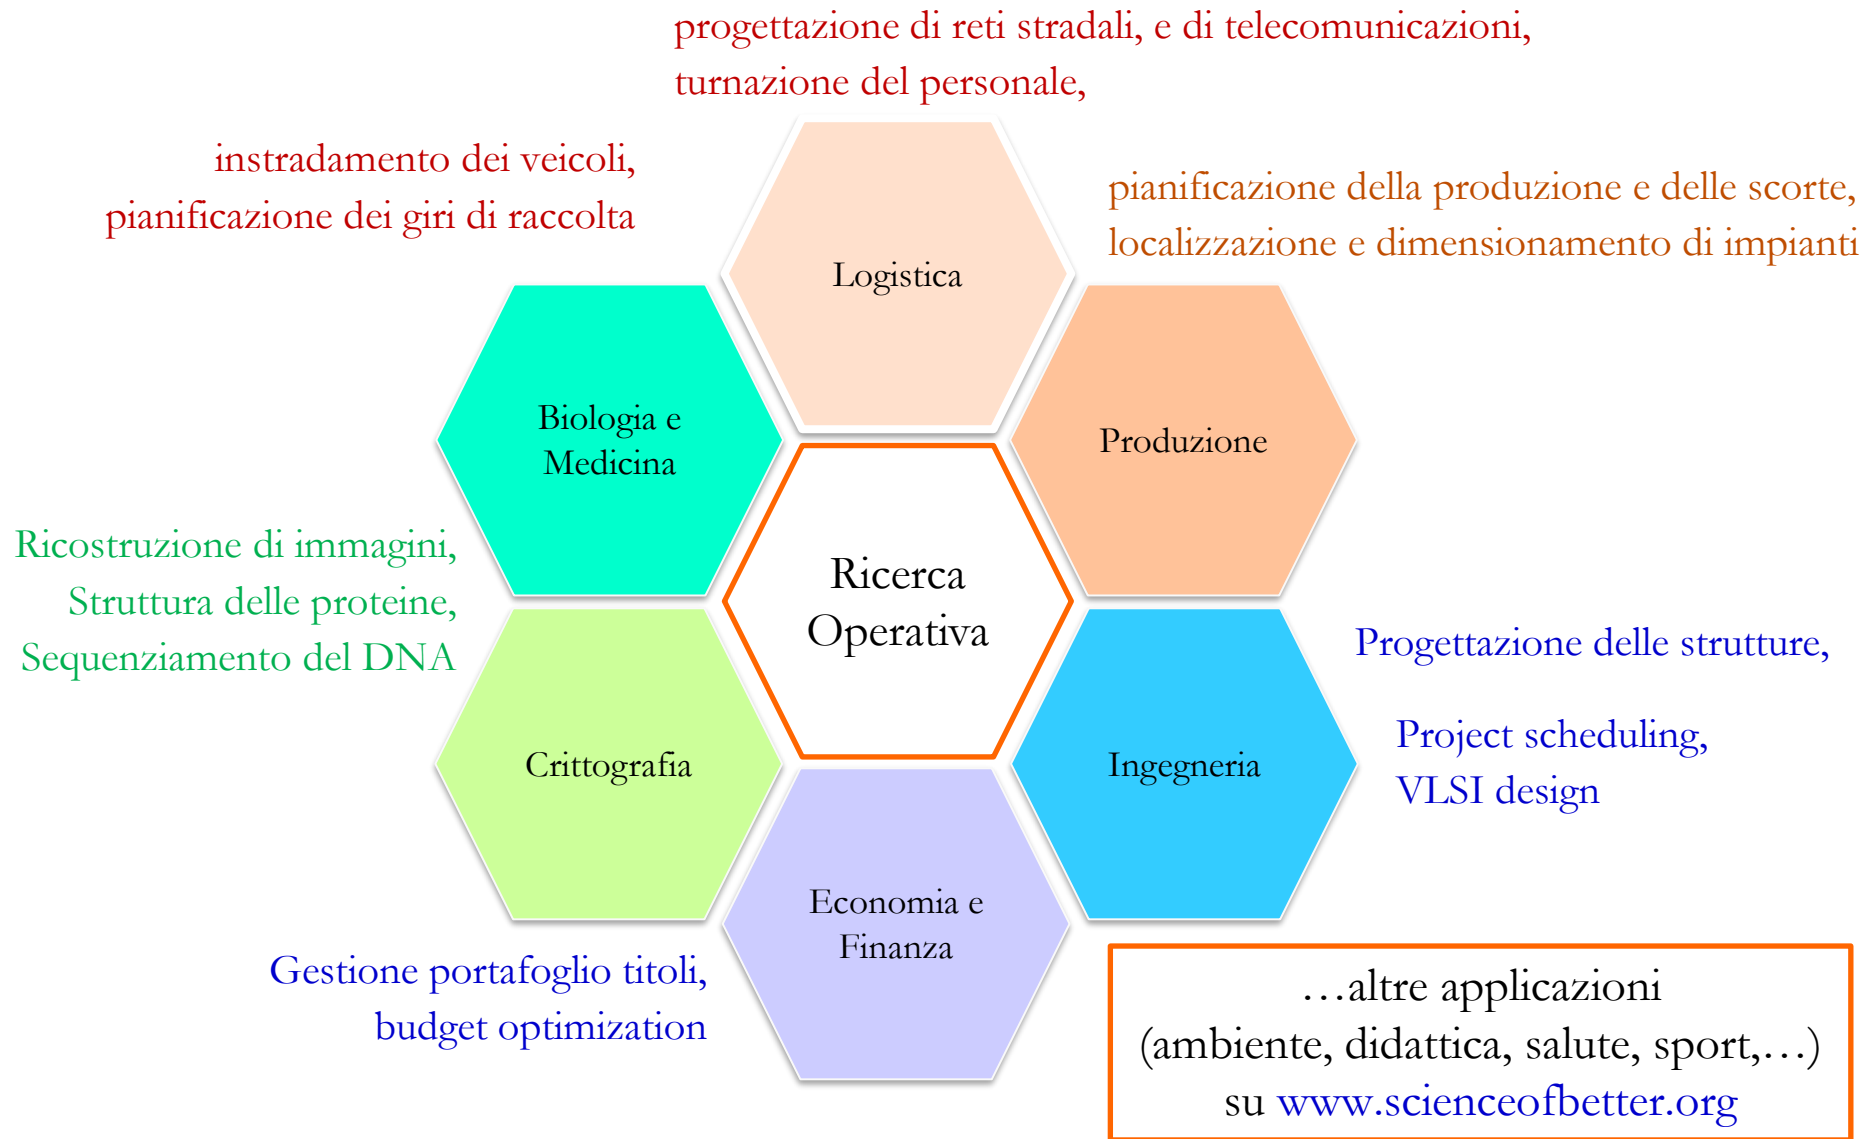 progettazione di reti stradali, e di telecomunicazioni,
turnazione del personale,
instradamento dei veicoli,
pianificazione dei giri di raccolta
pianificazione della produzione e delle scorte,
localizzazione e dimensionamento di impianti
Logistica
Biologia e
Medicina
Produzione
Ricostruzione di immagini,
Struttura delle proteine,
Sequenziamento del DNA
Ricerca
Operativa
Progettazione delle strutture,
Project scheduling,
VLSI design
Crittografia
Ingegneria
Economia e
Finanza
Gestione portafoglio titoli,
budget optimization
…altre applicazioni
(ambiente, didattica, salute, sport,…)
su www.scienceofbetter.org